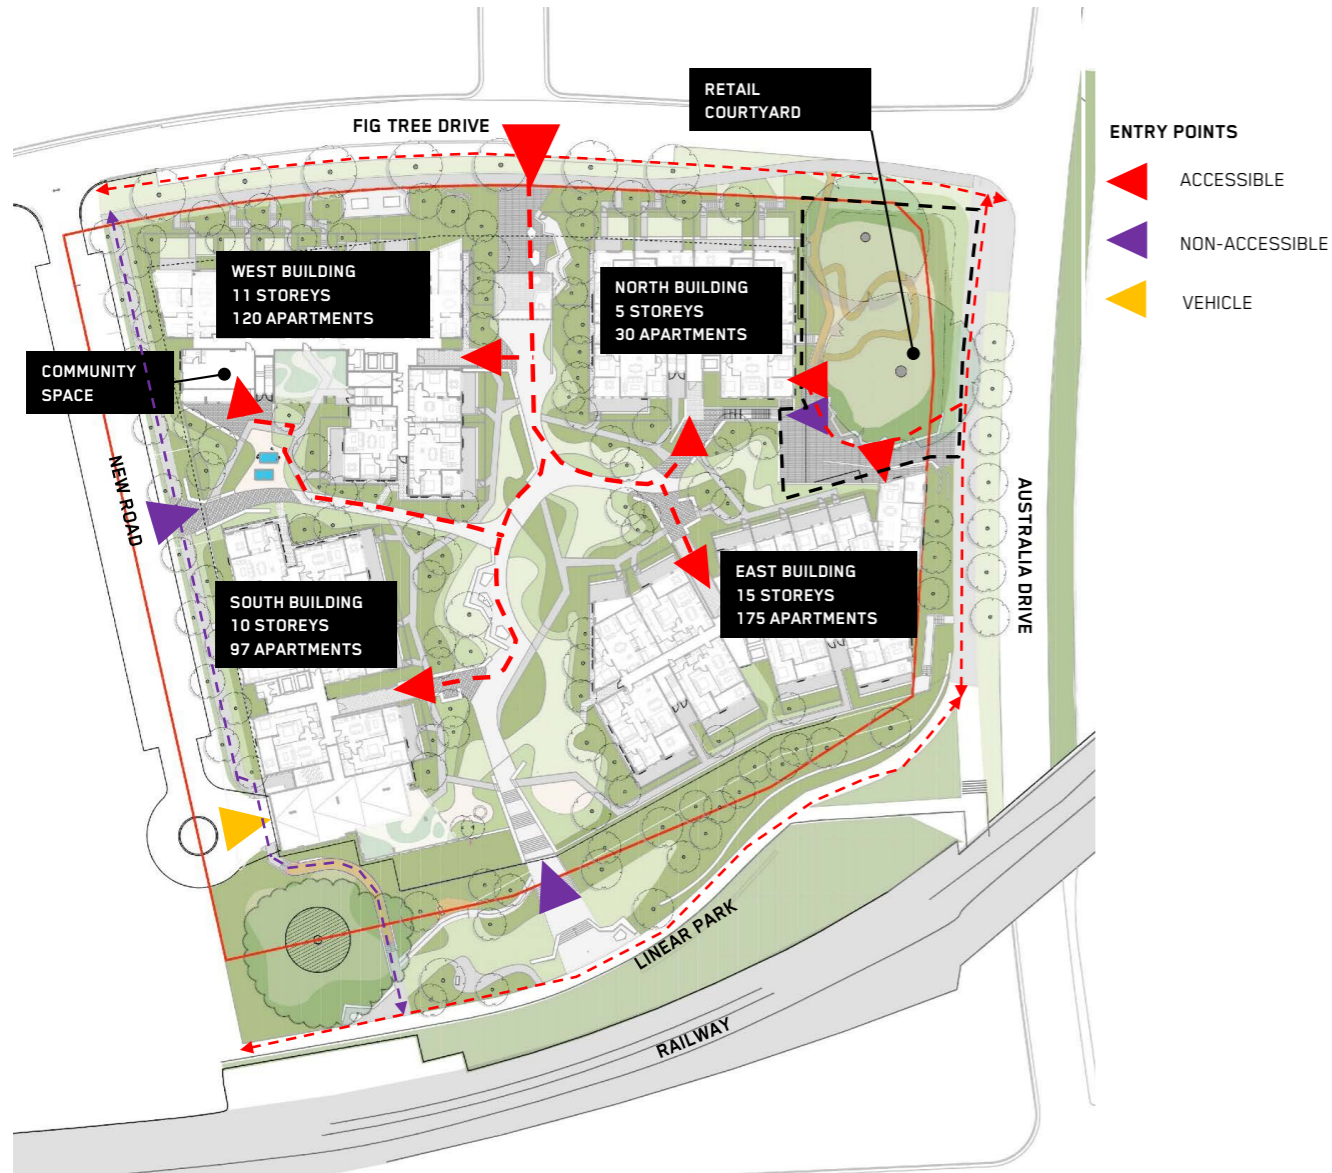 RETAIL
COURTYARD
FIG TREE DRIVE
ENTRY POINTS
ACCESSIBLE
NON-ACCESSIBLE
VEHICLE
WEST BUILDING
11 STOREYS
120 APARTMENTS
NORTH BUILDING
5 STOREYS
30 APARTMENTS
COMMUNITY
SPACE
NEW ROAD
AUSTRALIA DRIVE
EAST BUILDING
15 STOREYS
175 APARTMENTS
SOUTH BUILDING
10 STOREYS
97 APARTMENTS
LINEAR PARK
RAILWAY